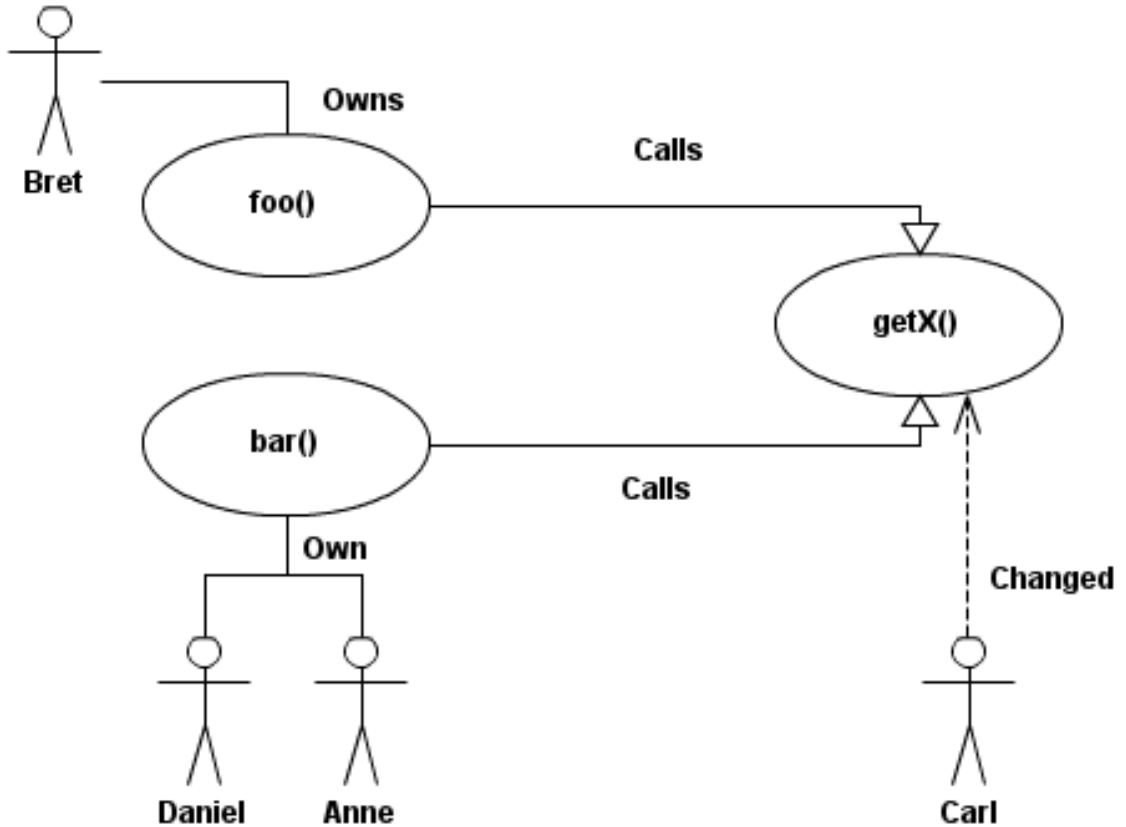 Owns
Calls
Bret
foo()
getX()
bar()
Calls
Own
Changed
Daniel
Anne
Carl